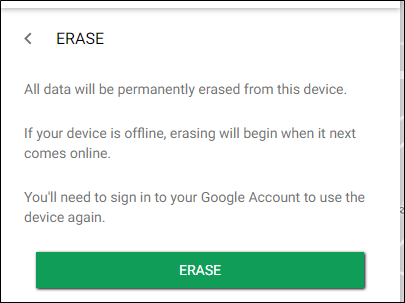 ERASE
All data will be permanently erased from this device.
If your device is offline, erasing will begin when it next
comes online.
You'll need to sign in to your Google Account to use the
device again.
ERASE